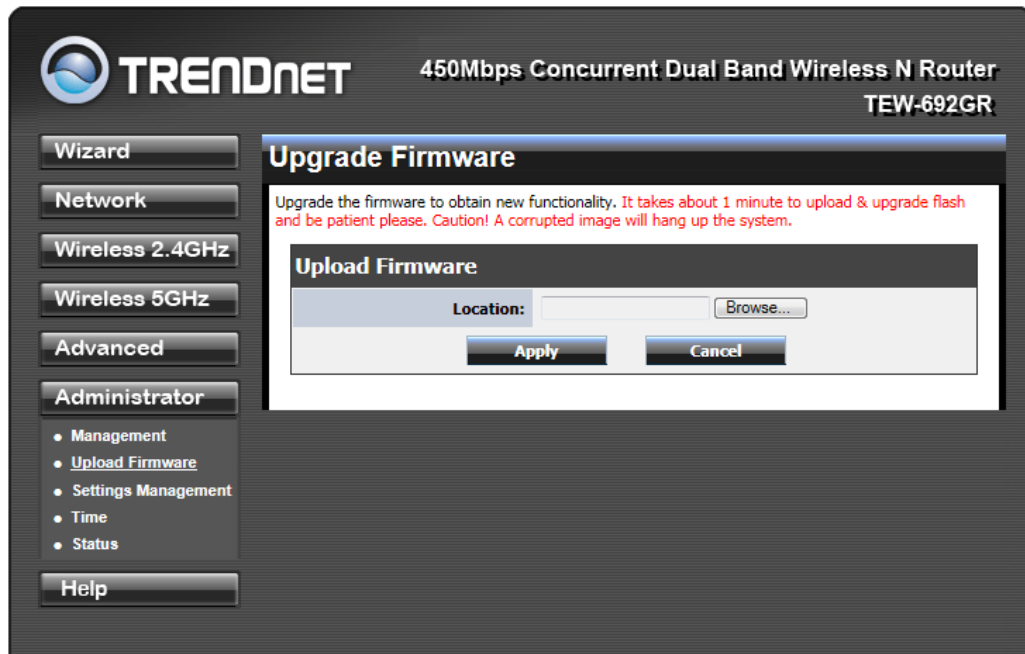 TRENDNET
450Mbps Concurrent Dual Band Wireless N Router
TEW-692GR
Wizard
Network
Wireless 2.4GHz
Wireless 5GHz
Advanced
Administrator
Management
Upload Firmware
Settings Management
Time
Status
Help
Upgrade Firmware
Upgrade the firmware to obtain new functionality. It takes about 1 minute to upload & upgrade flash
and be patient please. Caution! A corrupted image will hang up the system.
Upload Firmware
Location: Browse...
Apply Cancel